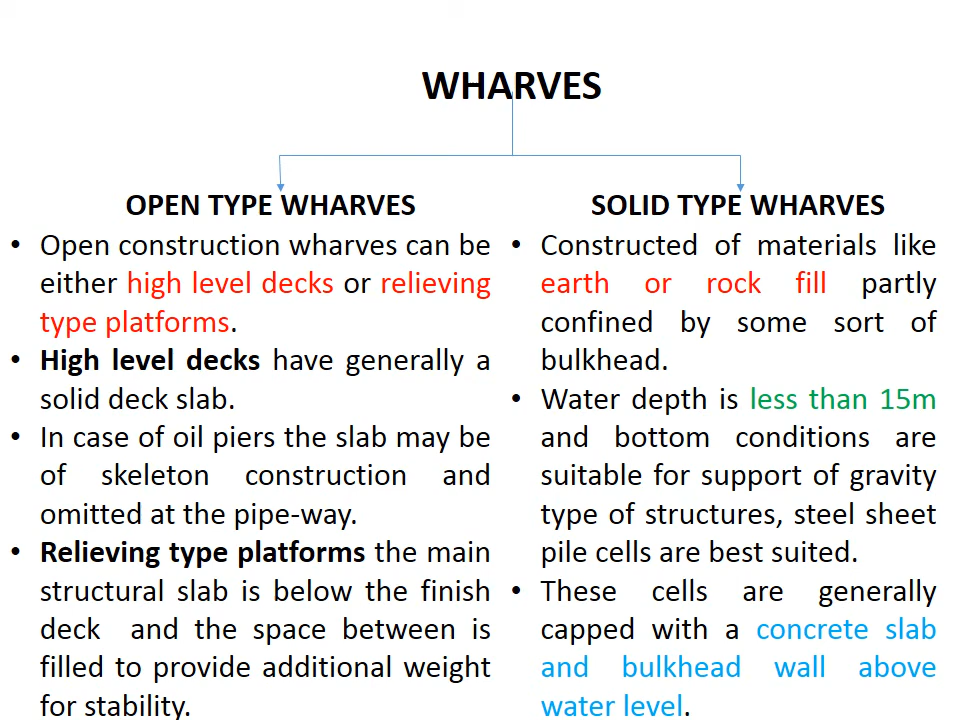 WHARVES
OPEN TYPE WHARVES
• Open construction wharves can be
either high level decks or relieving
type platforms.
• High level decks have generally a
solid deck slab.
• In case of oil piers the slab may be
of skeleton construction and
omitted at the pipe-way.
• Relieving type platforms the main
structural slab is below the finish
deck and the space between is
filled to provide additional weight
for stability.
SOLID TYPE WHARVES
• Constructed of materials like
earth or rock fill partly
confined by some sort of
bulkhead.
• Water depth is less than 15m
and bottom conditions are
suitable for support of gravity
type of structures, steel sheet
pile cells are best suited.
• These cells are generally
capped with a concrete slab
and bulkhead wall above
water level.